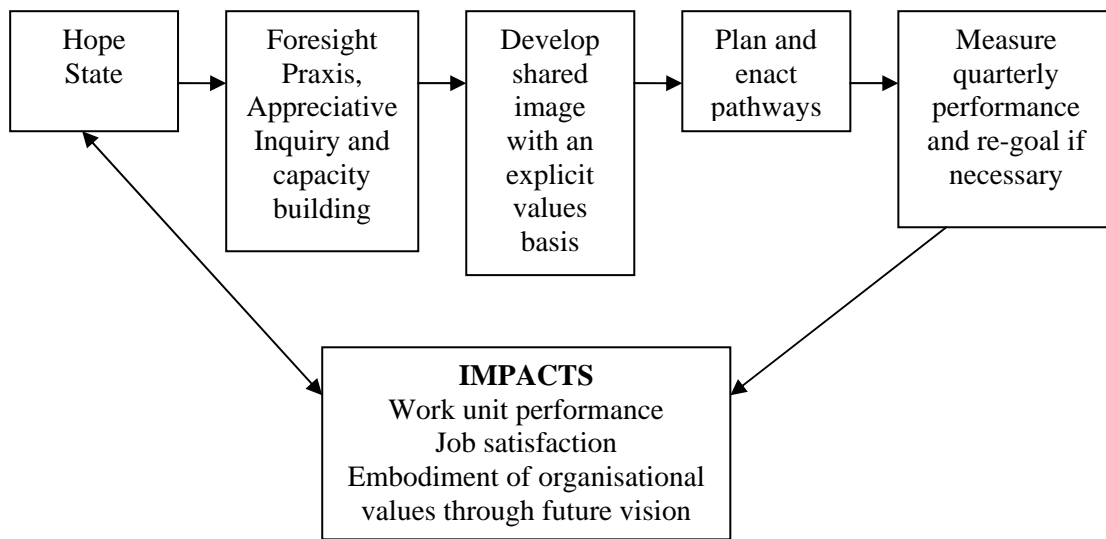 Hope
State
Foresight
Praxis,
Appreciative
Inquiry and
capacity
building
Develop
shared
image
with an
explicit
values
basis
Plan and
enact
pathways
Measure
quarterly
performance
and re-goal if
necessary
IMPACTS
Work unit performance
Job satisfaction
Embodiment of organisational
values through future vision